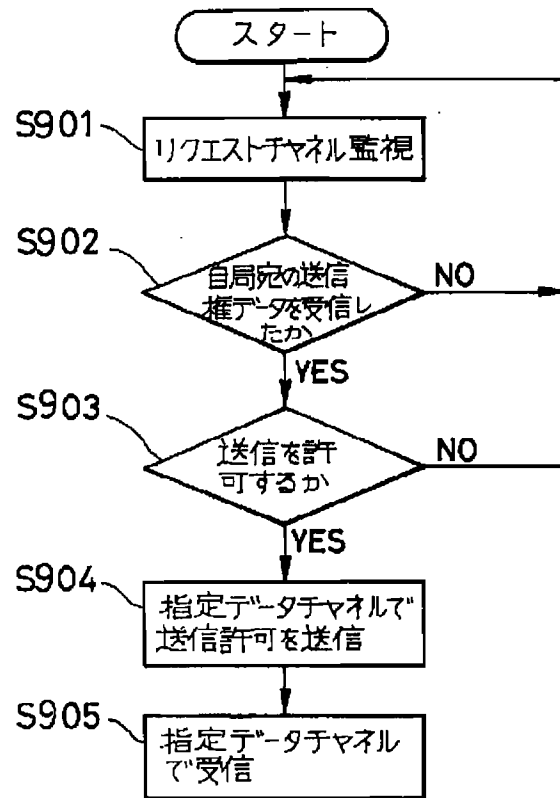 スタート
S901
リクエストチャネル監視
S902
自局宛の送信
権データを受信し
たか
NO
YES
S903
送信を許
可するか
NO
YES
S904
指定データチャネルで
送信許可を送信
S905
指定データチャネル
で受信